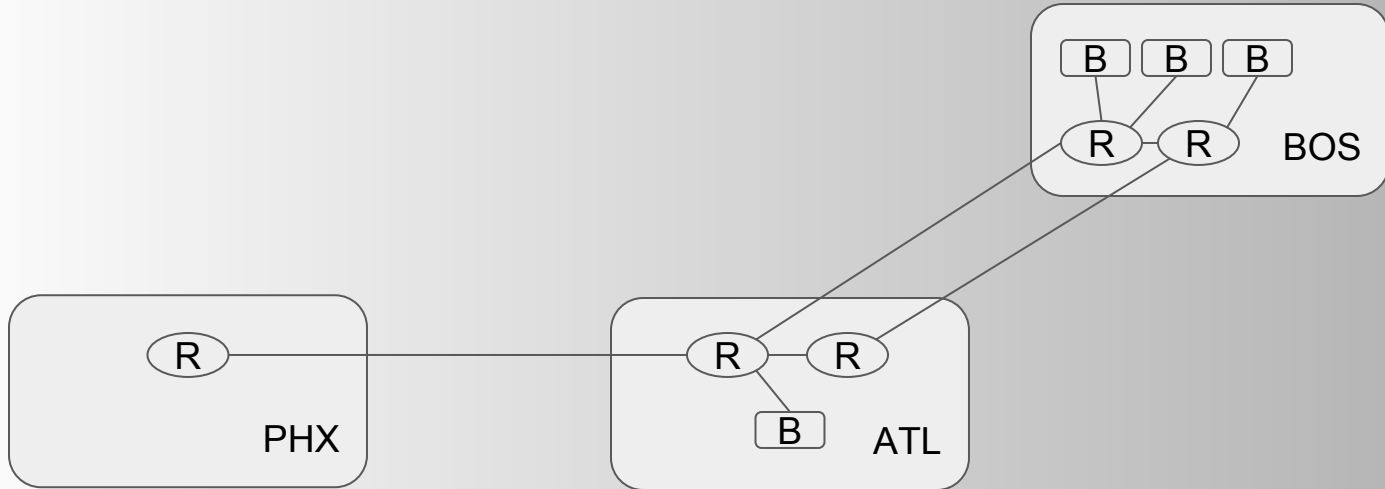 B B B
R R BOS
R R R
B
PHX ATL